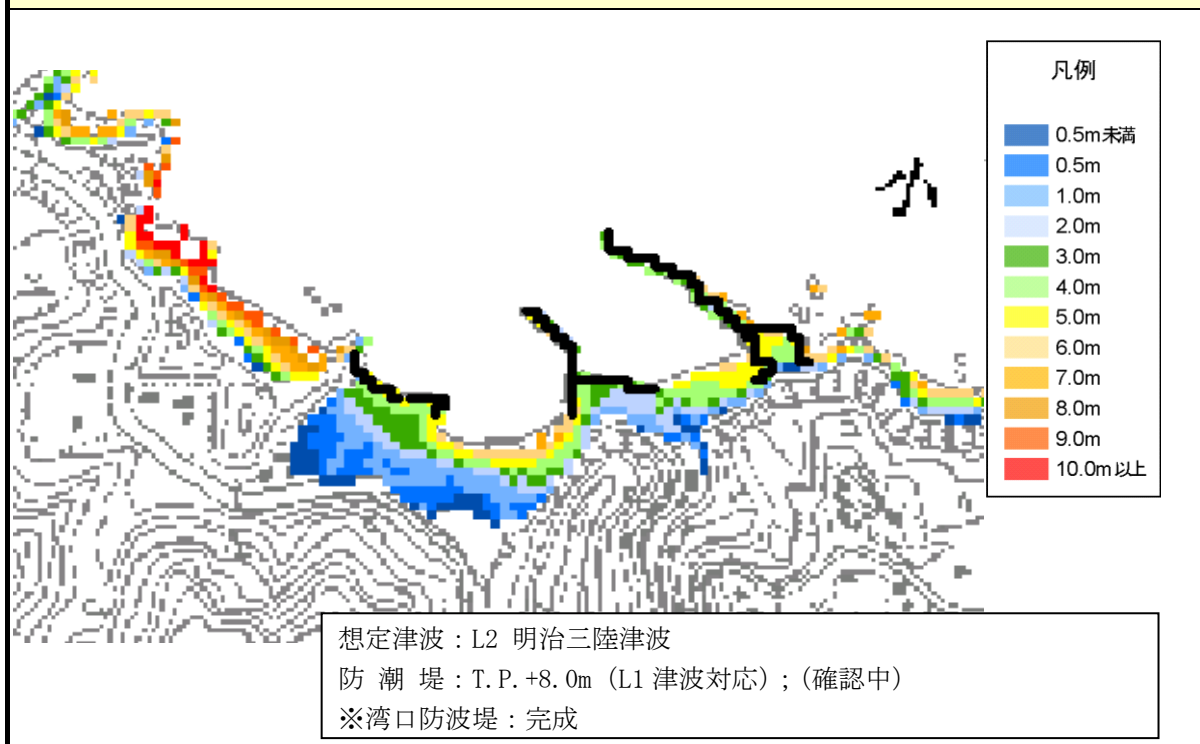 凡例
0.5m未満
0.5m
1.0m
2.0m
3.0m
4.0m
5.0m
6.0m
7.0m
8.0m
9.0m
10.0m以上
想定津波：L2 明治三陸津波
防 潮 堤：T.P.+8.0m（L1 津波対応）；（確認中）
※湾口防波堤：完成